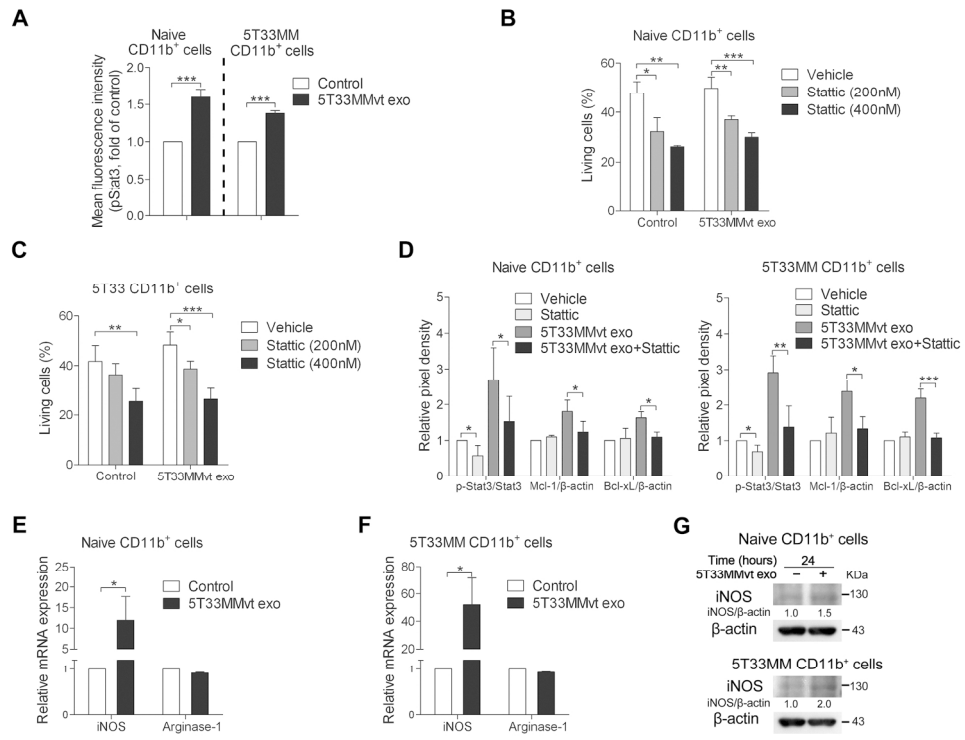 A
Naive
CD11b⁺ cells
5T33MM
CD11b⁺ cells
Mean fluorescence intensity
(pStat3, fold of control)
2.0
1.5
1.0
0.5
0.0
***
***
Control
5T33MMvt exo
B
Naive CD11b⁺ cells
Living cells (%)
60
40
20
0
**
*
***
**
Vehicle
Stattic (200nM)
Stattic (400nM)
Control
5T33MMvt exo
C
5T33 CD11b⁺ cells
Living cells (%)
60
40
20
0
**
***
*
Vehicle
Stattic (200nM)
Stattic (400nM)
Control
5T33MMvt exo
D
Naive CD11b⁺ cells
Relative pixel density
5
4
3
2
1
0
Vehicle
Stattic
5T33MMvt exo
5T33MMvt exo+Stattic
*
*
*
*
p-Stat3/Stat3
Mcl-1/β-actin
Bcl-xL/β-actin
5T33MM CD11b⁺ cells
Relative pixel density
5
4
3
2
1
0
Vehicle
Stattic
5T33MMvt exo
5T33MMvt exo+Stattic
*
**
*
***
p-Stat3/Stat3
Mcl-1/β-actin
Bcl-xL/β-actin
E
Naive CD11b⁺ cells
Relative mRNA expression
25
20
15
10
5
1
0
*
Control
5T33MMvt exo
iNOS
Arginase-1
F
5T33MM CD11b⁺ cells
Relative mRNA expression
80
60
40
20
1
0
*
Control
5T33MMvt exo
iNOS
Arginase-1
G
Naive CD11b⁺ cells
Time (hours) 24
5T33MMvt exo − + KDa
iNOS 130
iNOS/β-actin 1.0 1.5
β-actin 43
5T33MM CD11b⁺ cells
iNOS 130
iNOS/β-actin 1.0 2.0
β-actin 43